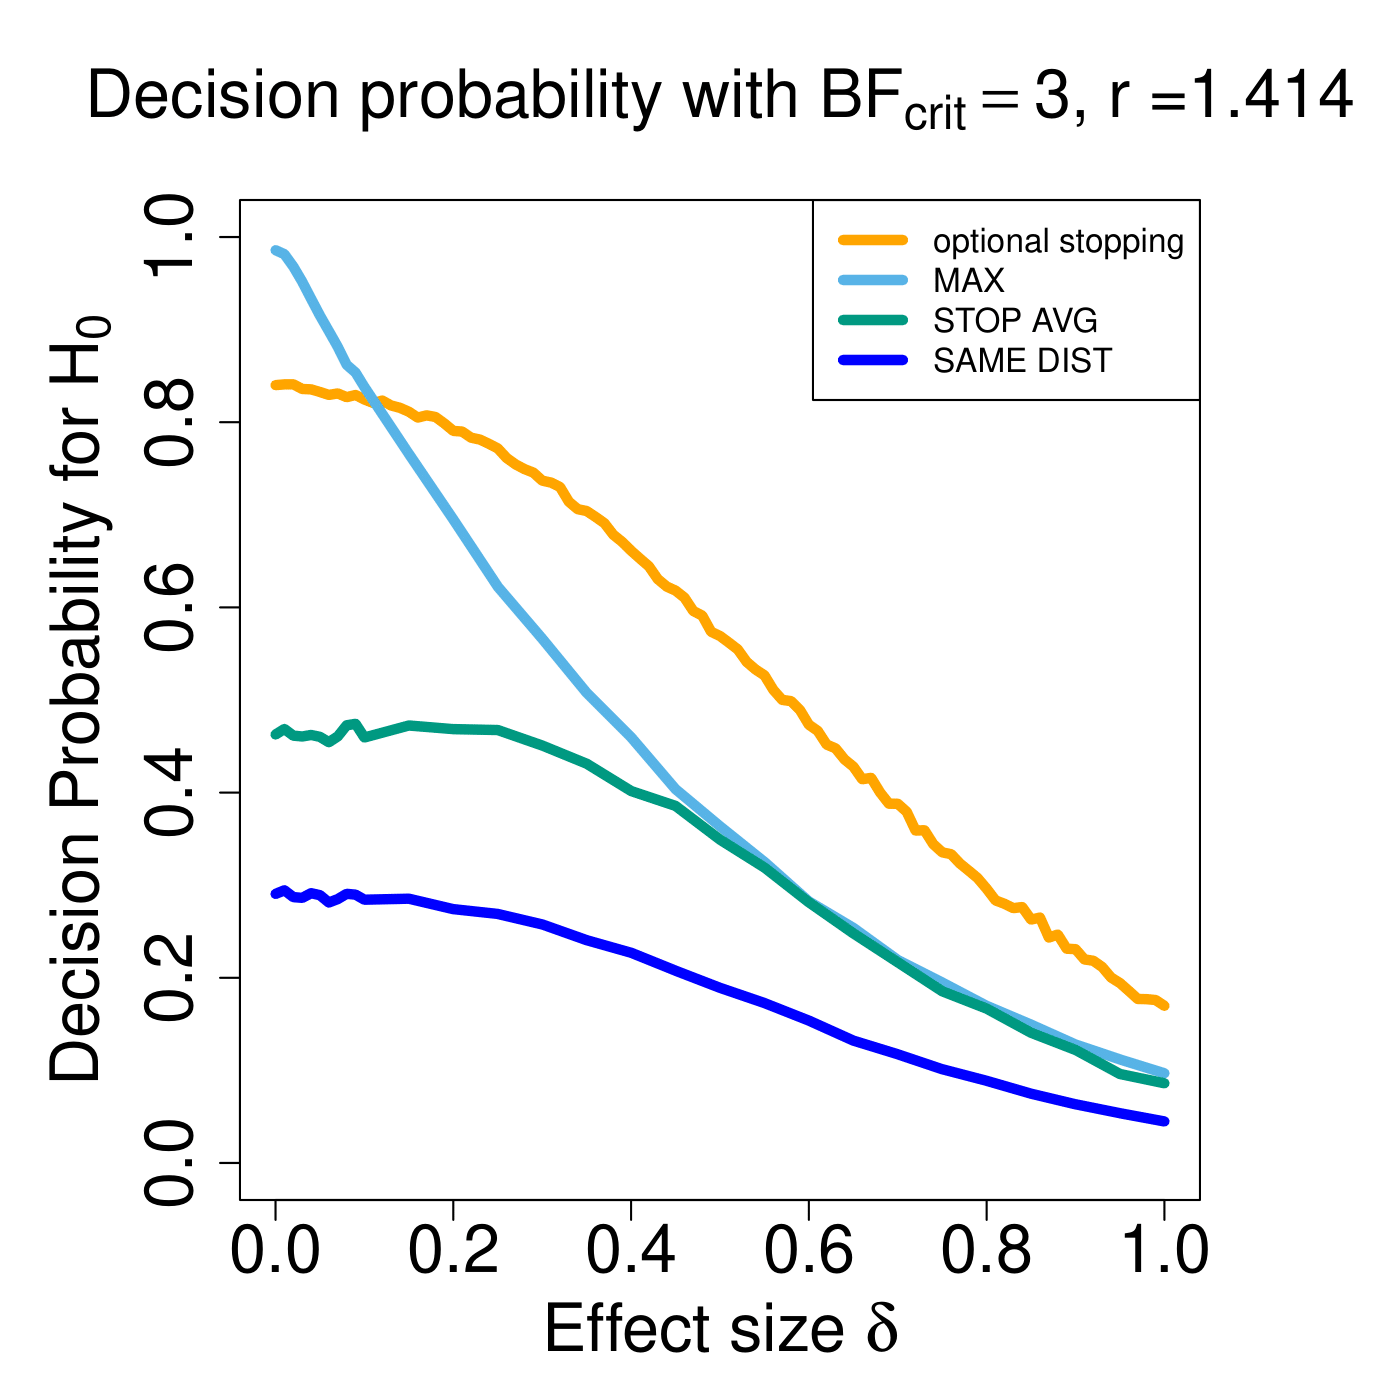 Decision probability with BFcrit = 3, r =1.414
optional stopping
MAX
STOP AVG
SAME DIST
Decision Probability for H0
1.0
0.8
0.6
0.4
0.2
0.0
0.0 0.2 0.4 0.6 0.8 1.0
Effect size δ